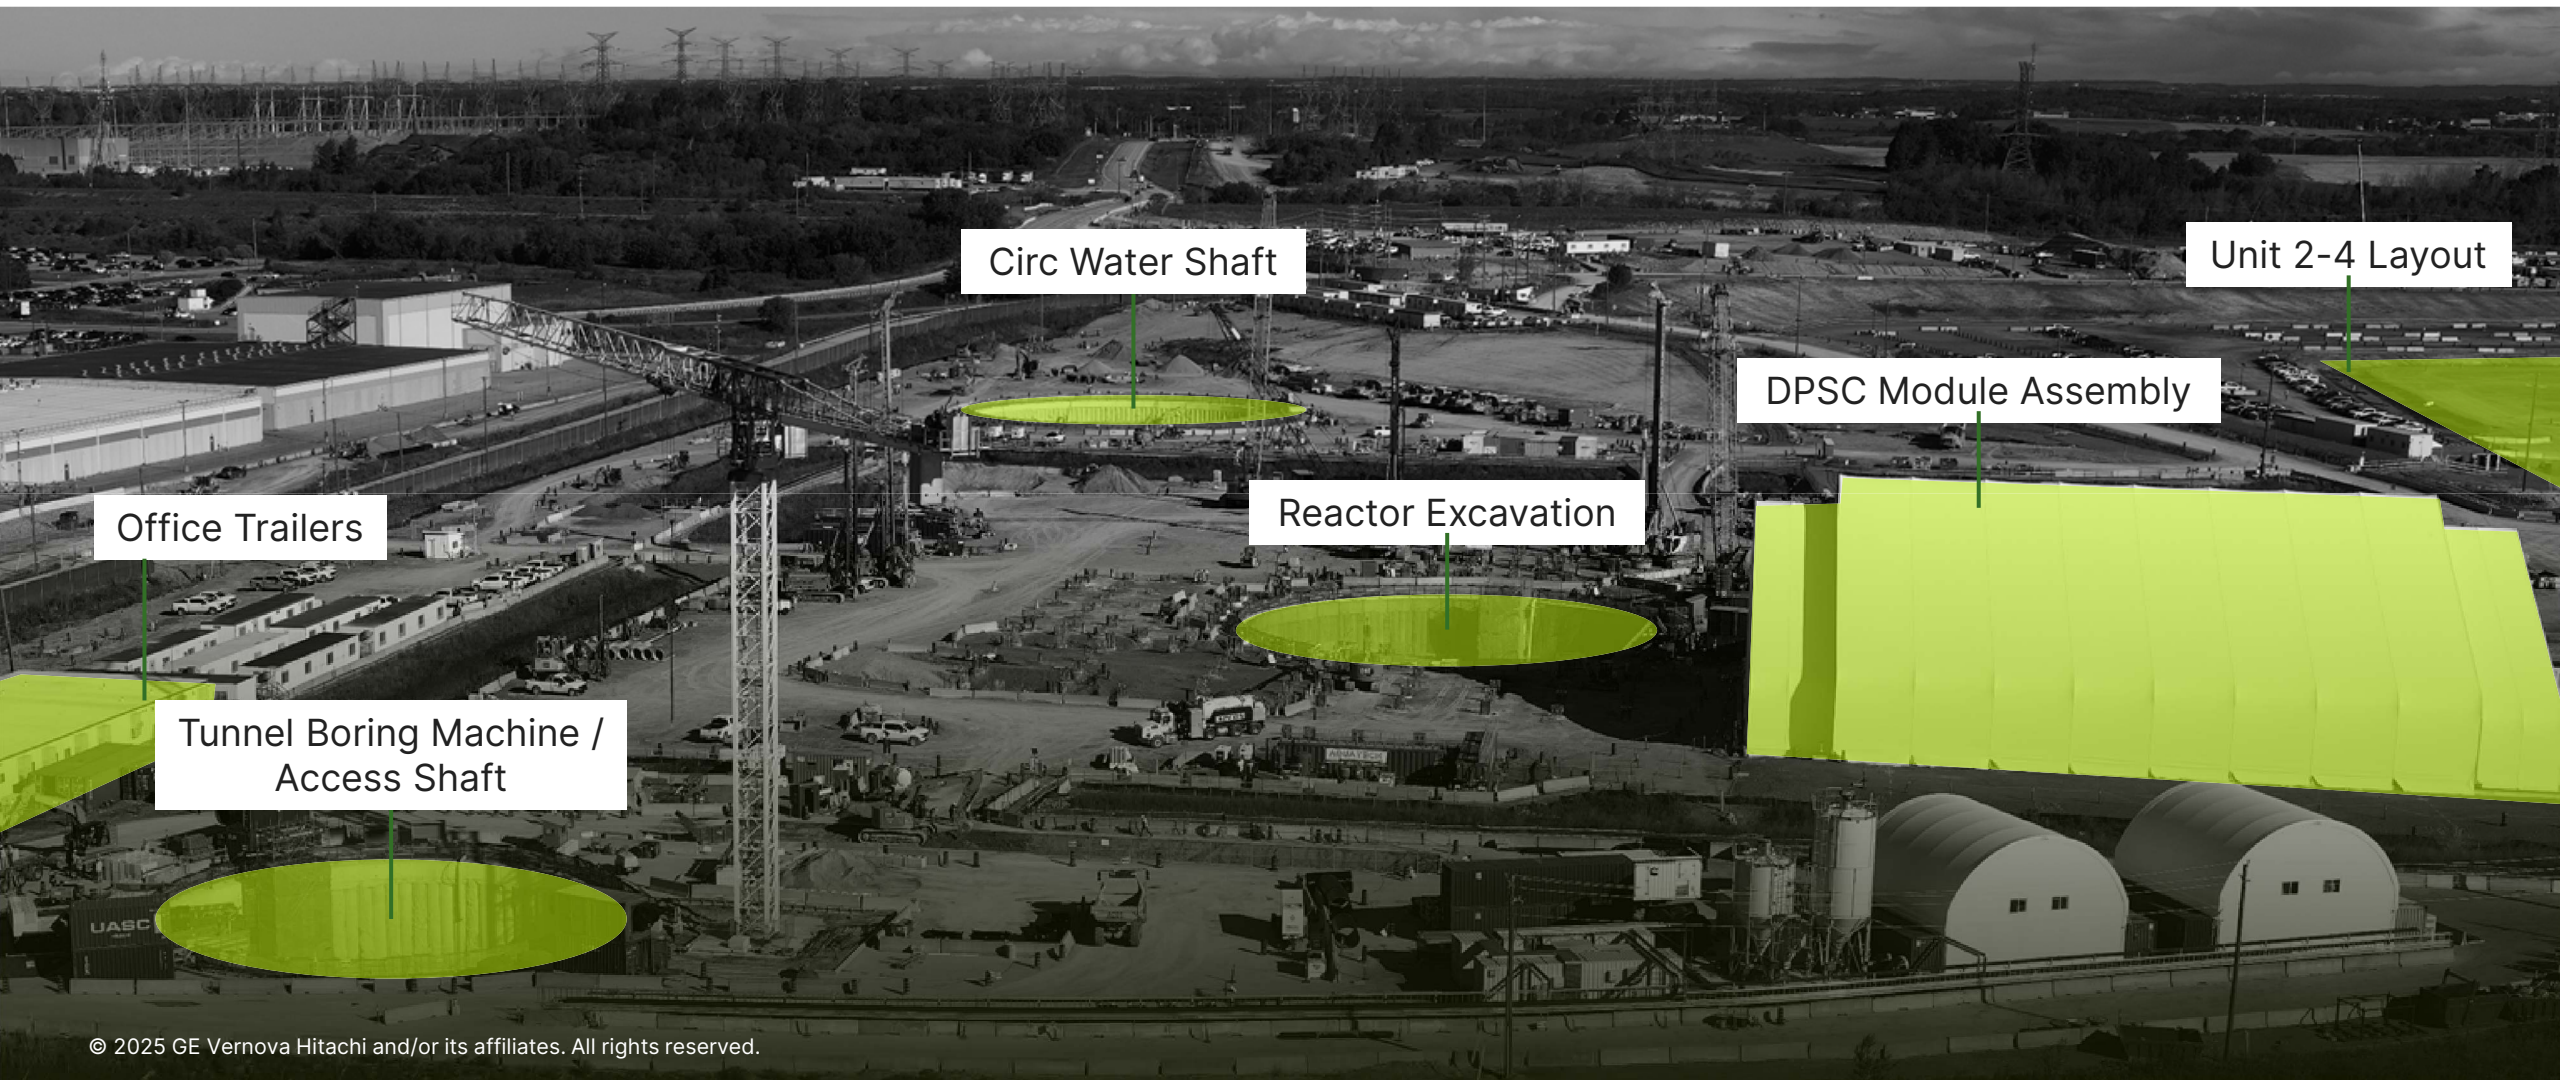 Circ Water Shaft
Unit 2-4 Layout
DPSC Module Assembly
Reactor Excavation
Office Trailers
Tunnel Boring Machine /
Access Shaft
UASC
© 2025 GE Vernova Hitachi and/or its affiliates. All rights reserved.